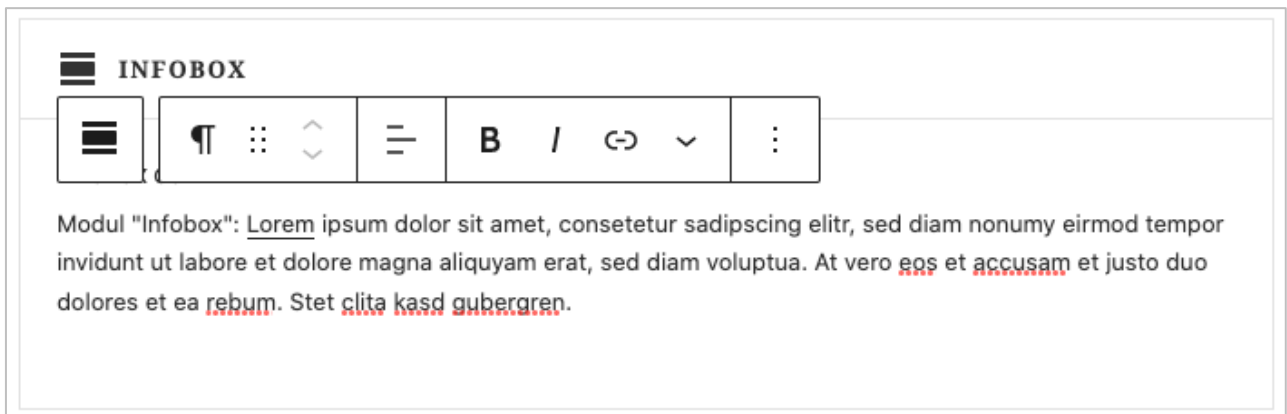 INFOBOX
B I
Modul "Infobox": Lorem ipsum dolor sit amet, consetetur sadipscing elitr, sed diam nonumy eirmod tempor
invidunt ut labore et dolore magna aliquyam erat, sed diam voluptua. At vero eos et accusam et justo duo
dolores et ea rebum. Stet clita kasd gubergren.